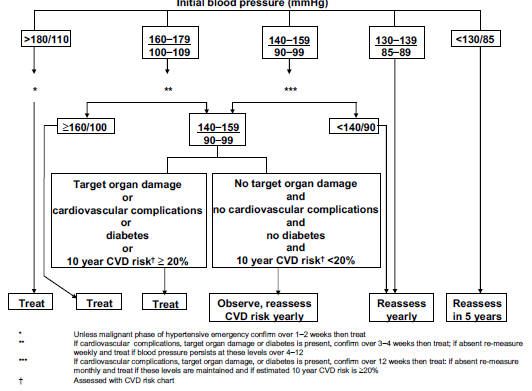 Initial blood pressure (mmHg)
>180/110
160–179
100–109
140–159
90–99
130–139
85–89
<130/85
*
**
***
≥160/100
140–159
90–99
<140/90
Target organ damage
or
cardiovascular complications
or
diabetes
or
10 year CVD risk† ≥ 20%
No target organ damage
and
no cardiovascular complications
and
no diabetes
and
10 year CVD risk† <20%
Treat
Treat
Treat
Observe, reassess
CVD risk yearly
Reassess
yearly
Reassess
in 5 years
* Unless malignant phase of hypertensive emergency confirm over 1–2 weeks then treat
** If cardiovascular complications, target organ damage or diabetes is present, confirm over 3–4 weeks then treat; if absent re-measure
weekly and treat if blood pressure persists at these levels over 4–12
*** If cardiovascular complications, target organ damage, or diabetes is present, confirm over 12 weeks then treat: if absent re-measure
monthly and treat if these levels are maintained and if estimated 10 year CVD risk is ≥20%
† Assessed with CVD risk chart